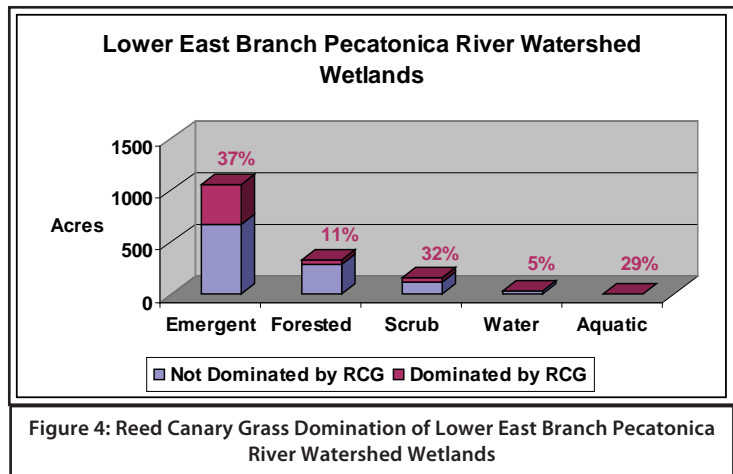 Lower East Branch Pecatonica River Watershed
Wetlands
1500
1000
500
0
Acres
37%
11%
32%
5%
29%
Emergent Forested Scrub Water Aquatic
Not Dominated by RCG Dominated by RCG
Figure 4: Reed Canary Grass Domination of Lower East Branch Pecatonica
River Watershed Wetlands